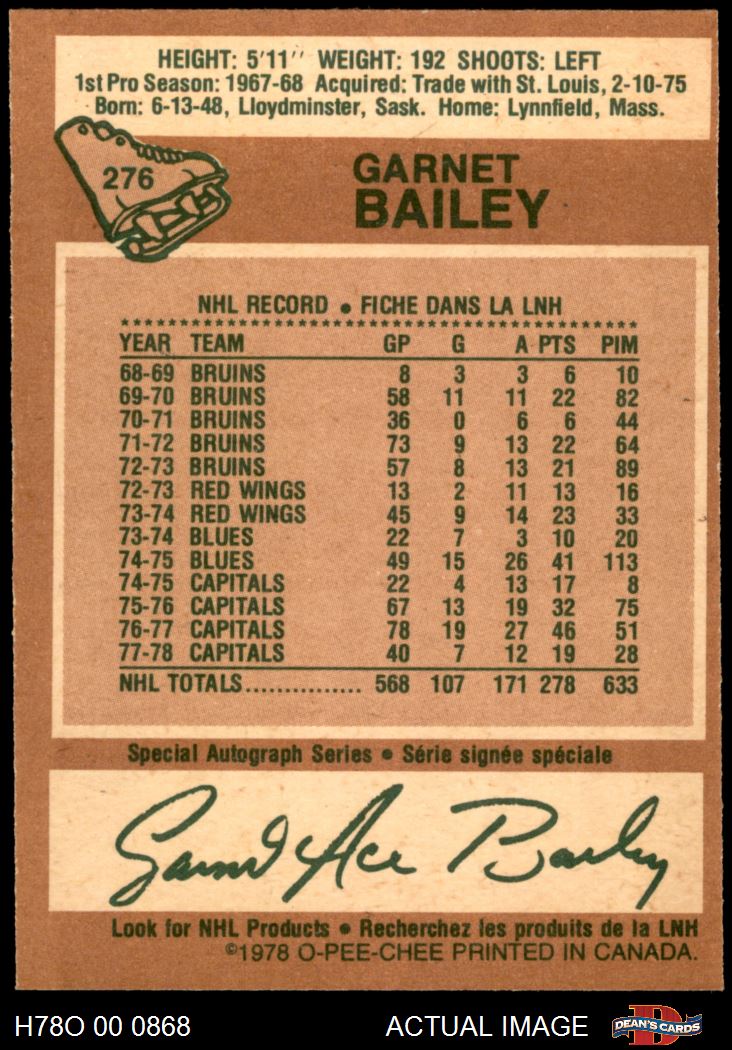 HEIGHT: 5'11'' WEIGHT: 192 SHOOTS: LEFT
1st Pro Season: 1967-68 Acquired: Trade with St. Louis, 2-10-75
Born: 6-13-48, Lloydminster, Sask. Home: Lynnfield, Mass.
276
GARNET
BAILEY
NHL RECORD • FICHE DANS LA LNH
YEAR TEAM GP G A PTS PIM
68-69 BRUINS 8 3 3 6 10
69-70 BRUINS 58 11 11 22 82
70-71 BRUINS 36 0 6 6 44
71-72 BRUINS 73 9 13 22 64
72-73 BRUINS 57 8 13 21 89
72-73 RED WINGS 13 2 11 13 16
73-74 RED WINGS 45 9 14 23 33
73-74 BLUES 22 7 3 10 20
74-75 BLUES 49 15 26 41 113
74-75 CAPITALS 22 4 13 17 8
75-76 CAPITALS 67 13 19 32 75
76-77 CAPITALS 78 19 27 46 51
77-78 CAPITALS 40 7 12 19 28
NHL TOTALS............... 568 107 171 278 633
Special Autograph Series • Série signée spéciale
Garnet Ace Bailey
Look for NHL Products • Recherchez les produits de la LNH
©1978 O-PEE-CHEE PRINTED IN CANADA.
H78O 00 0868 ACTUAL IMAGE D DEAN'S CARDS